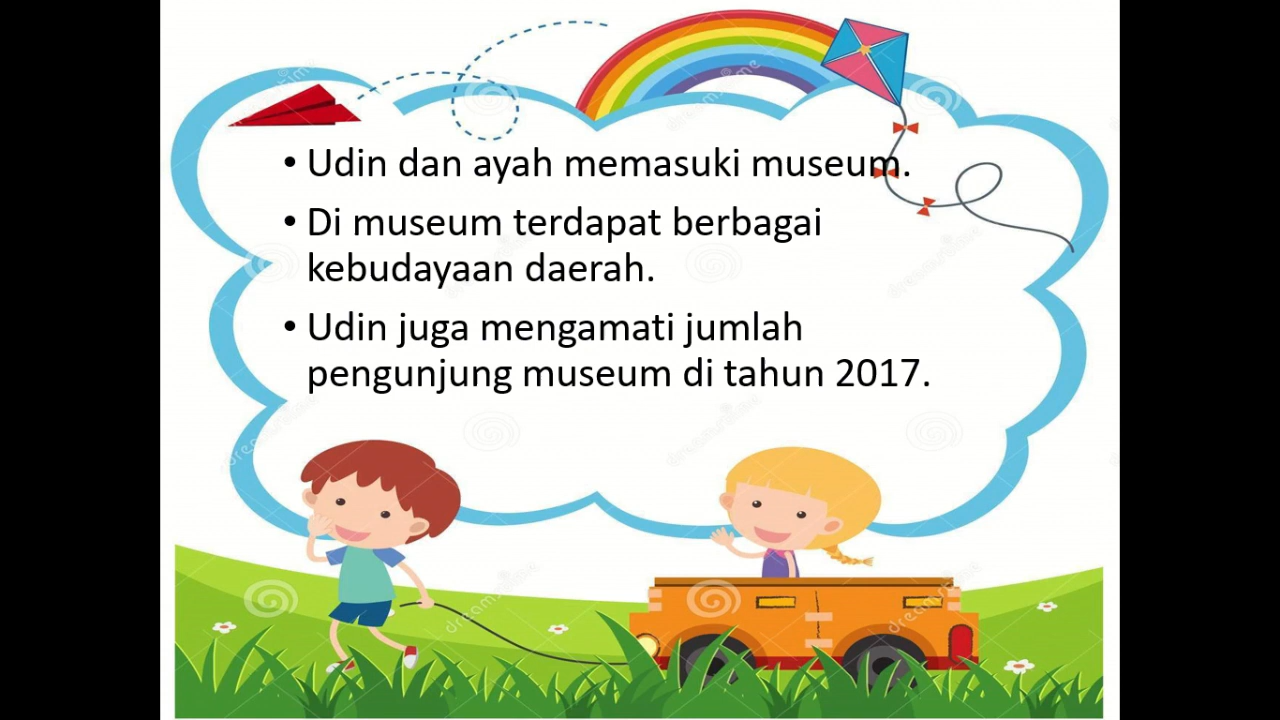 • Udin dan ayah memasuki museum.
• Di museum terdapat berbagai
kebudayaan daerah.
• Udin juga mengamati jumlah
pengunjung museum di tahun 2017.
dreamstime